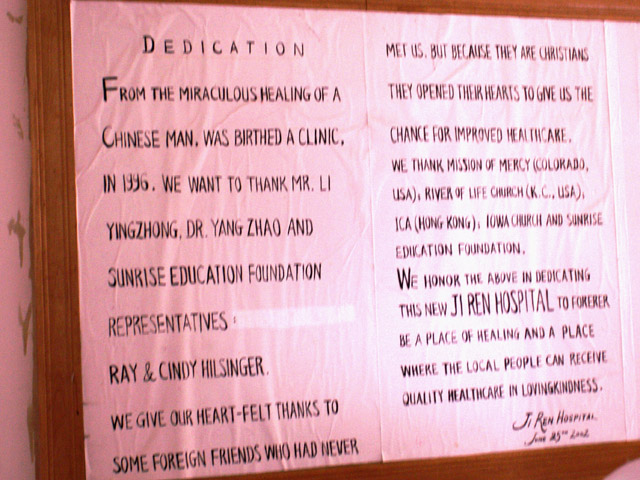 DEDICATION
FROM THE MIRACULOUS HEALING OF A
CHINESE MAN, WAS BIRTHED A CLINIC,
IN 1996. WE WANT TO THANK MR. LI
YINGZHONG, DR. YANG ZHAO AND
SUNRISE EDUCATION FOUNDATION
REPRESENTATIVES :
RAY & CINDY HILSINGER.
WE GIVE OUR HEART-FELT THANKS TO
SOME FOREIGN FRIENDS WHO HAD NEVER
MET US. BUT BECAUSE THEY ARE CHRISTIANS
THEY OPENED THEIR HEARTS TO GIVE US THE
CHANCE FOR IMPROVED HEALTHCARE.
WE THANK MISSION OF MERCY (COLORADO,
USA), RIVER OF LIFE CHURCH (K.C., USA),
ICA (HONG KONG), IOWA CHURCH AND SUNRISE
EDUCATION FOUNDATION.
WE HONOR THE ABOVE IN DEDICATING
THIS NEW JI REN HOSPITAL TO FORERER
BE A PLACE OF HEALING AND A PLACE
WHERE THE LOCAL PEOPLE CAN RECEIVE
QUALITY HEALTHCARE IN LOVINGKINDNESS.
JI REN HOSPITAL
JUNE 25TH 2002